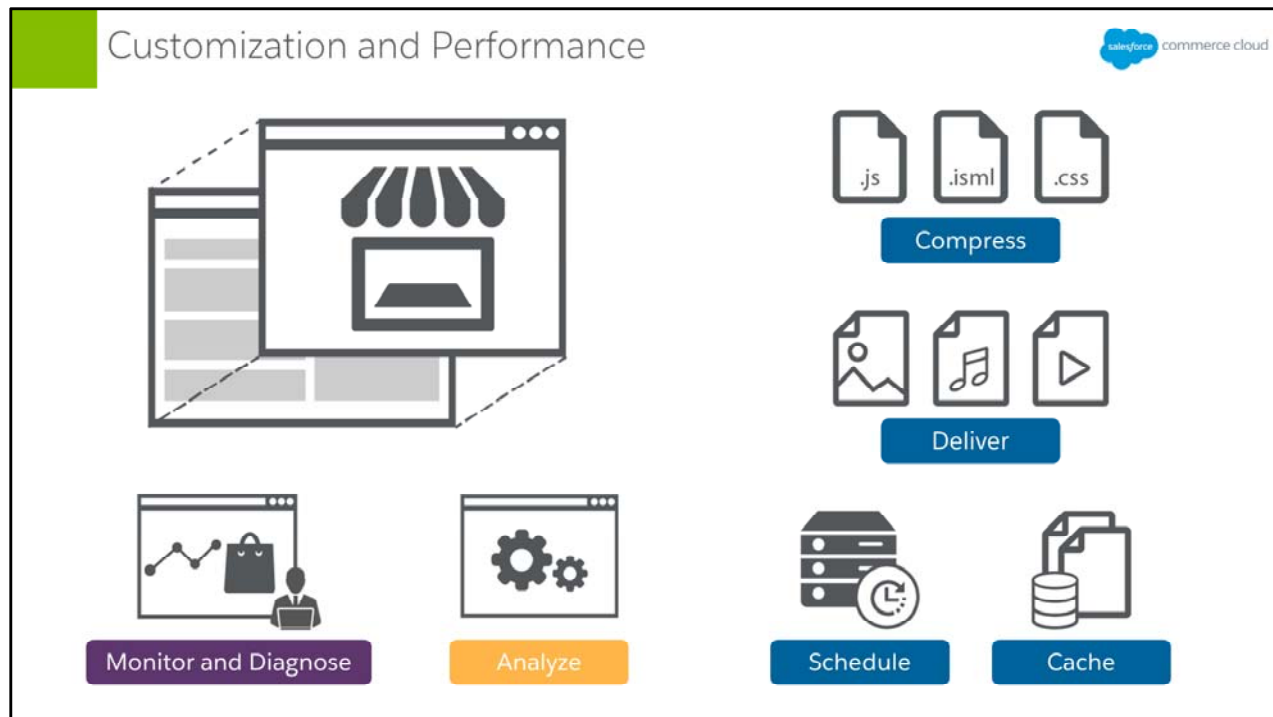 Customization and Performance
salesforce commerce cloud
.js .isml .css
Compress
Deliver
Monitor and Diagnose
Analyze
Schedule
Cache